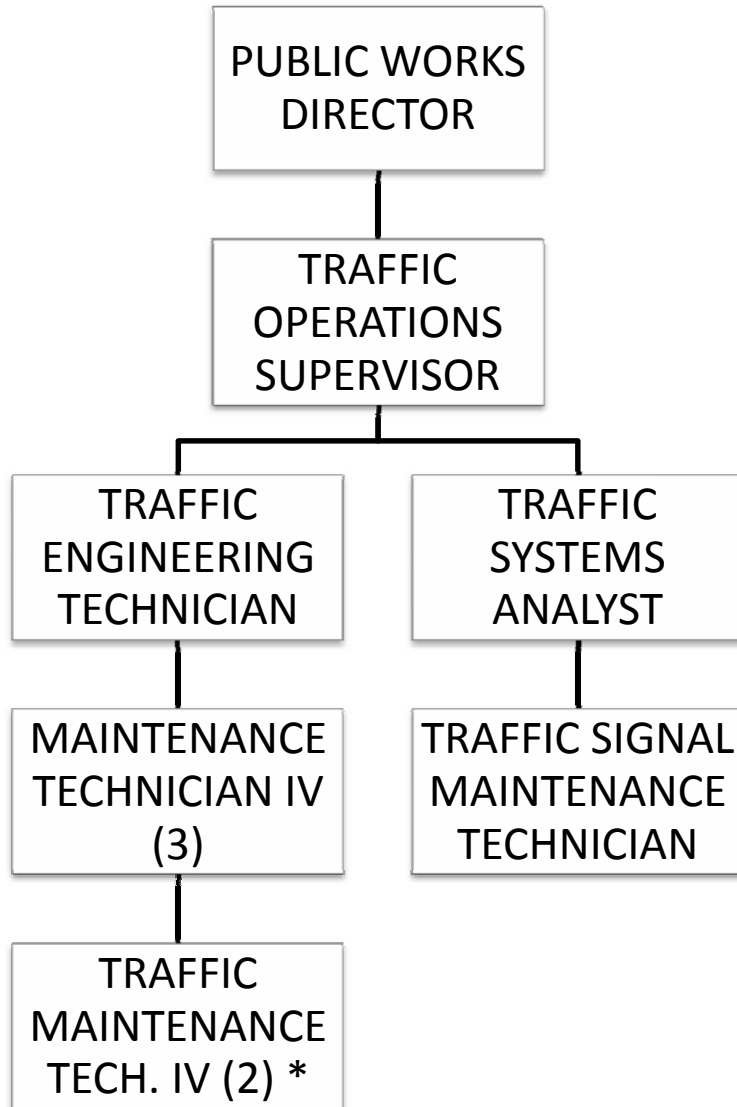 PUBLIC WORKS
DIRECTOR
TRAFFIC
OPERATIONS
SUPERVISOR
TRAFFIC
ENGINEERING
TECHNICIAN
TRAFFIC
SYSTEMS
ANALYST
MAINTENANCE
TECHNICIAN IV
(3)
TRAFFIC SIGNAL
MAINTENANCE
TECHNICIAN
TRAFFIC
MAINTENANCE
TECH. IV (2) *